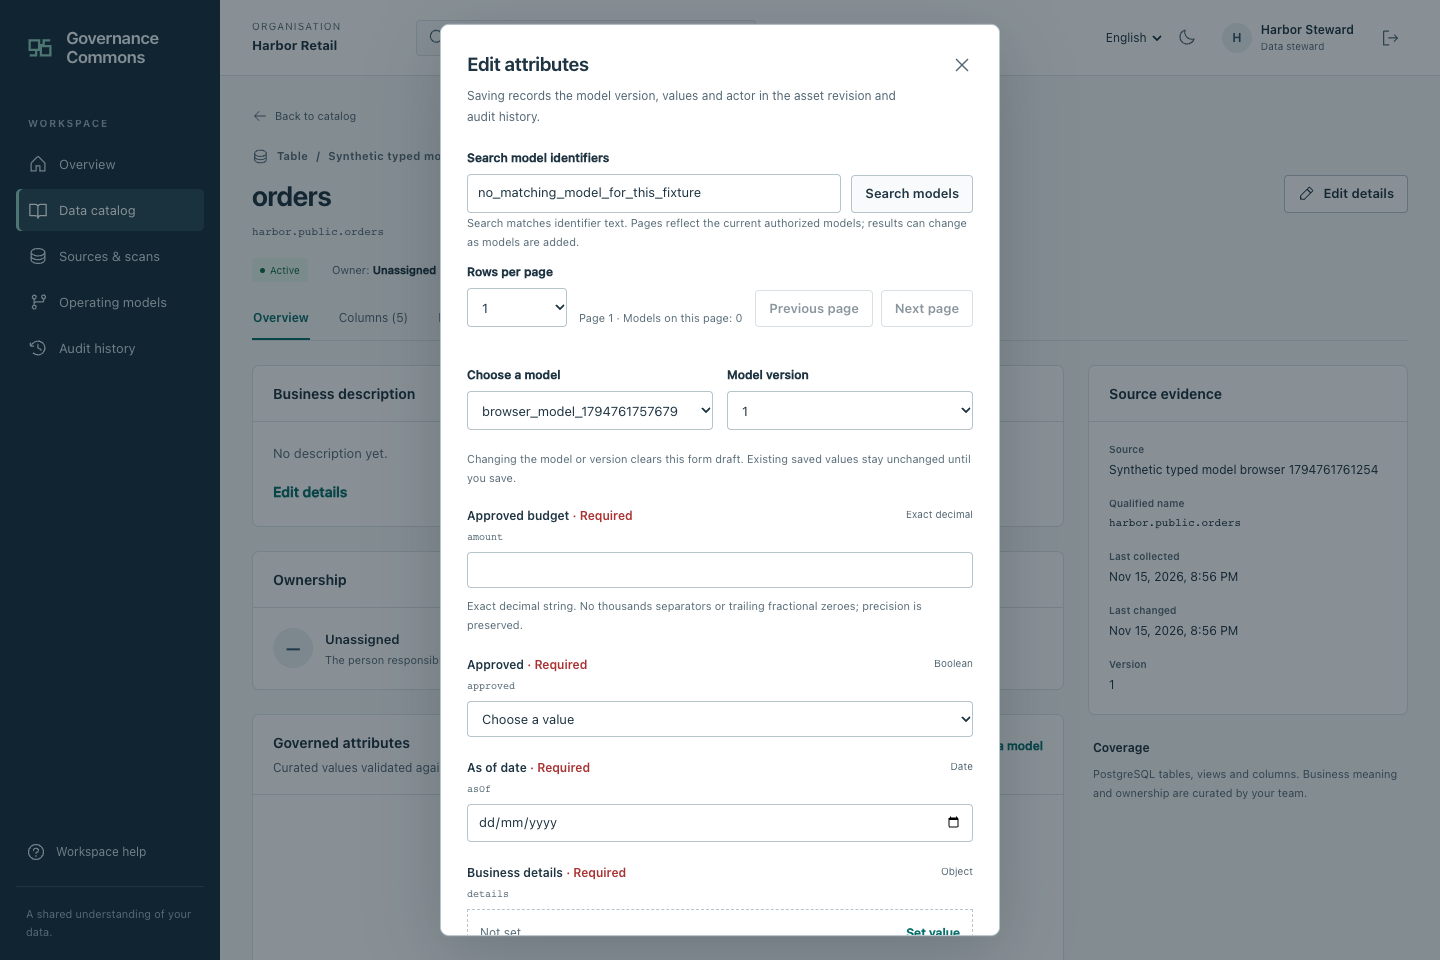 Governance
Commons
WORKSPACE
Overview
Data catalog
Sources & scans
Operating models
Audit history
Workspace help
A shared understanding of your
data.
ORGANISATION
Harbor Retail
English
H
Harbor Steward
Data steward
Back to catalog
Table / Synthetic typed mo
orders
harbor.public.orders
Active
Owner: Unassigned
Edit details
Overview
Columns (5)
Business description
No description yet.
Edit details
Ownership
Unassigned
The person responsib
Governed attributes
Curated values validated agai
a model
Source evidence
Source
Synthetic typed model browser 1794761761254
Qualified name
harbor.public.orders
Last collected
Nov 15, 2026, 8:56 PM
Last changed
Nov 15, 2026, 8:56 PM
Version
1
Coverage
PostgreSQL tables, views and columns. Business meaning
and ownership are curated by your team.
Edit attributes
Saving records the model version, values and actor in the asset revision and
audit history.
Search model identifiers
no_matching_model_for_this_fixture
Search models
Search matches identifier text. Pages reflect the current authorized models; results can change
as models are added.
Rows per page
1
Page 1 · Models on this page: 0
Previous page
Next page
Choose a model
Model version
browser_model_1794761757679
1
Changing the model or version clears this form draft. Existing saved values stay unchanged until
you save.
Approved budget · Required
Exact decimal
amount
Exact decimal string. No thousands separators or trailing fractional zeroes; precision is
preserved.
Approved · Required
Boolean
approved
Choose a value
As of date · Required
Date
asOf
dd/mm/yyyy
Business details · Required
Object
details
Not set
Set value